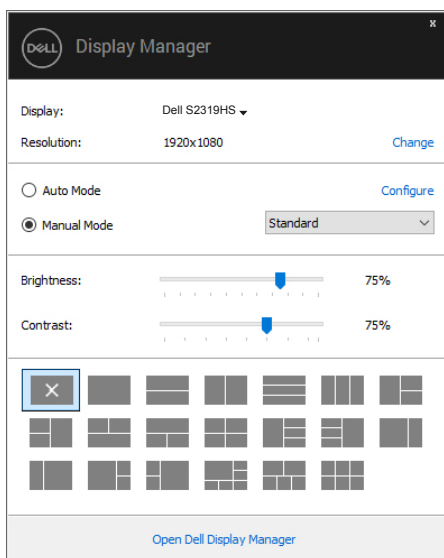 x
DELL Display Manager
Display: Dell S2319HS
Resolution: 1920x1080 Change
Auto Mode Configure
Manual Mode Standard
Brightness: 75%
Contrast: 75%
Open Dell Display Manager